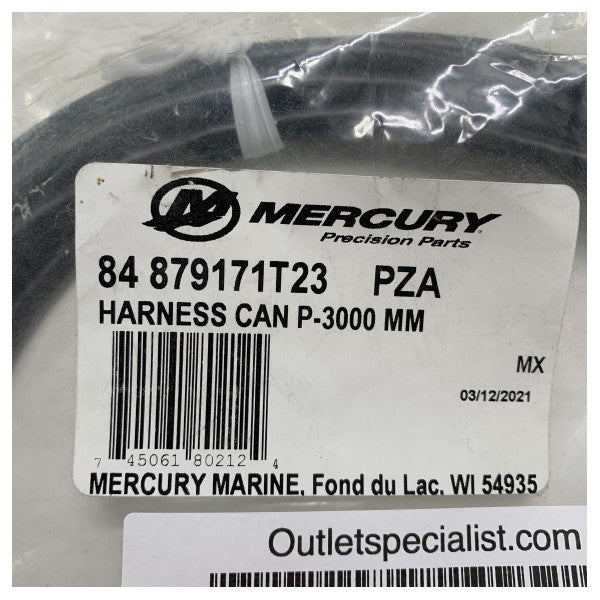 MERCURY
Precision Parts
84 879171T23 PZA
HARNESS CAN P-3000 MM
MX
03/12/2021
7 45061 80212 4
MERCURY MARINE, Fond du Lac, WI 54935
Outletspecialist.com